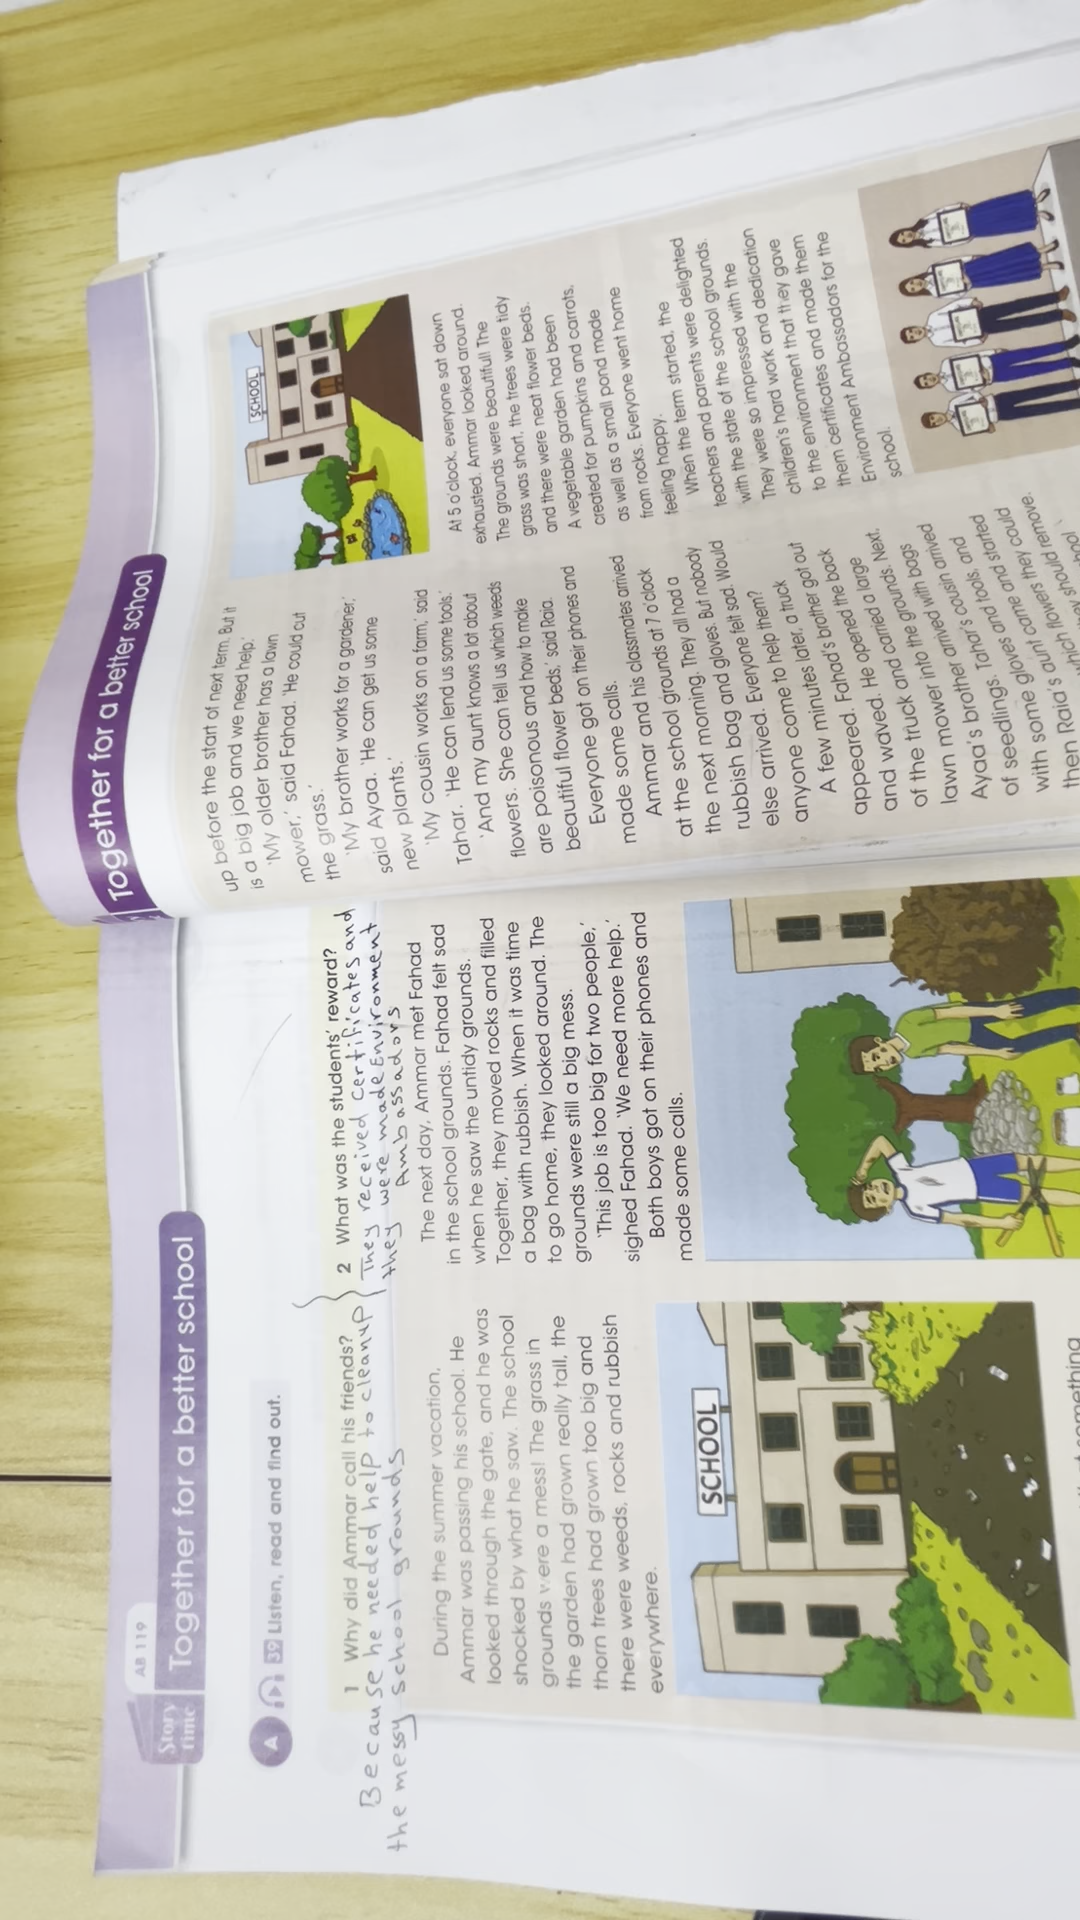 Story
time
AB 119
Together for a better school
A
39 Listen, read and find out.
1 Why did Ammar call his friends?
Because he needed help to cleanup
the messy school grounds
2 What was the students' reward?
They received certificates and
they were made Environment
Ambassadors
During the summer vacation,
Ammar was passing his school. He
looked through the gate, and he was
shocked by what he saw. The school
grounds were a mess! The grass in
the garden had grown really tall, the
thorn trees had grown too big and
there were weeds, rocks and rubbish
everywhere.
SCHOOL
The next day, Ammar met Fahad
in the school grounds. Fahad felt sad
when he saw the untidy grounds.
Together, they moved rocks and filled
a bag with rubbish. When it was time
to go home, they looked around. The
grounds were still a big mess.
'This job is too big for two people,'
sighed Fahad. 'We need more help.'
Both boys got on their phones and
made some calls.
something
Together for a better school
up before the start of next term. But it
is a big job and we need help.'
'My older brother has a lawn
mower,' said Fahad. 'He could cut
the grass.'
'My brother works for a gardener,'
said Ayaa. 'He can get us some
new plants.'
'My cousin works on a farm,' said
Tahar. 'He can lend us some tools.'
'And my aunt knows a lot about
flowers. She can tell us which weeds
are poisonous and how to make
beautiful flower beds,' said Raia.
Everyone got on their phones and
made some calls.
Ammar and his classmates arrived
at the school grounds at 7 o'clock
the next morning. They all had a
rubbish bag and gloves. But nobody
else arrived. Everyone felt sad. Would
anyone come to help them?
A few minutes later, a truck
appeared. Fahad's brother got out
and waved. He opened the back
of the truck and carried a large
lawn mower into the grounds. Next,
Ayaa's brother arrived with bags
of seedlings. Tahar's cousin arrived
with some gloves and tools, and
then Raia's aunt came and started
which flowers they could
they should remove.
SCHOOL
At 5 o'clock, everyone sat down
exhausted. Ammar looked around.
The grounds were beautiful! The
grass was short, the trees were tidy
and there were neat flower beds.
A vegetable garden had been
created for pumpkins and carrots,
as well as a small pond made
from rocks. Everyone went home
feeling happy.
When the term started, the
teachers and parents were delighted
with the state of the school grounds.
They were so impressed with the
children's hard work and dedication
to the environment that they gave
them certificates and made them
Environment Ambassadors for the
school.